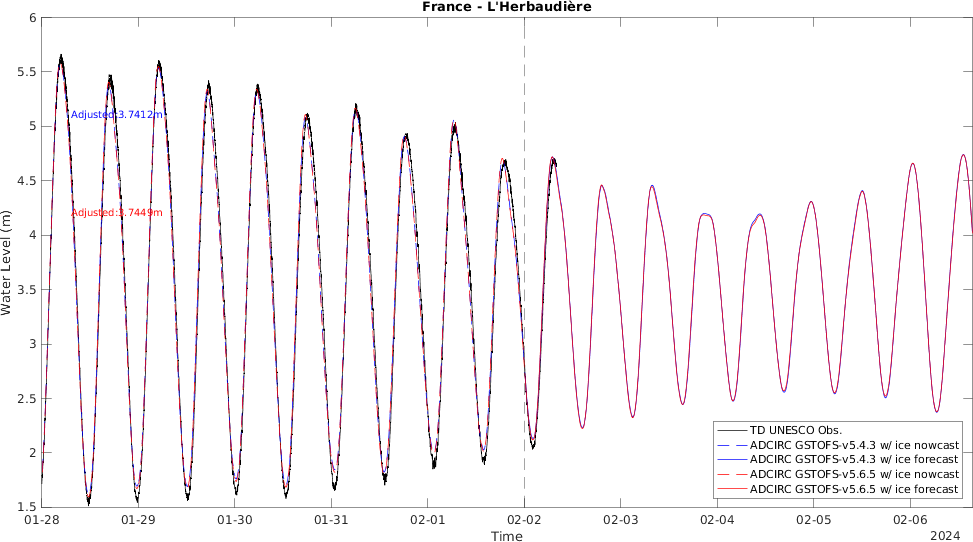 France - L'Herbaudière
6
5.5
5
4.5
4
3.5
3
2.5
2
1.5
Water Level (m)
Adjusted:3.7412m
Adjusted:3.7449m
TD UNESCO Obs.
ADCIRC GSTOFS-v5.4.3 w/ ice nowcast
ADCIRC GSTOFS-v5.4.3 w/ ice forecast
ADCIRC GSTOFS-v5.6.5 w/ ice nowcast
ADCIRC GSTOFS-v5.6.5 w/ ice forecast
01-28 01-29 01-30 01-31 02-01 02-02 02-03 02-04 02-05 02-06
Time
2024